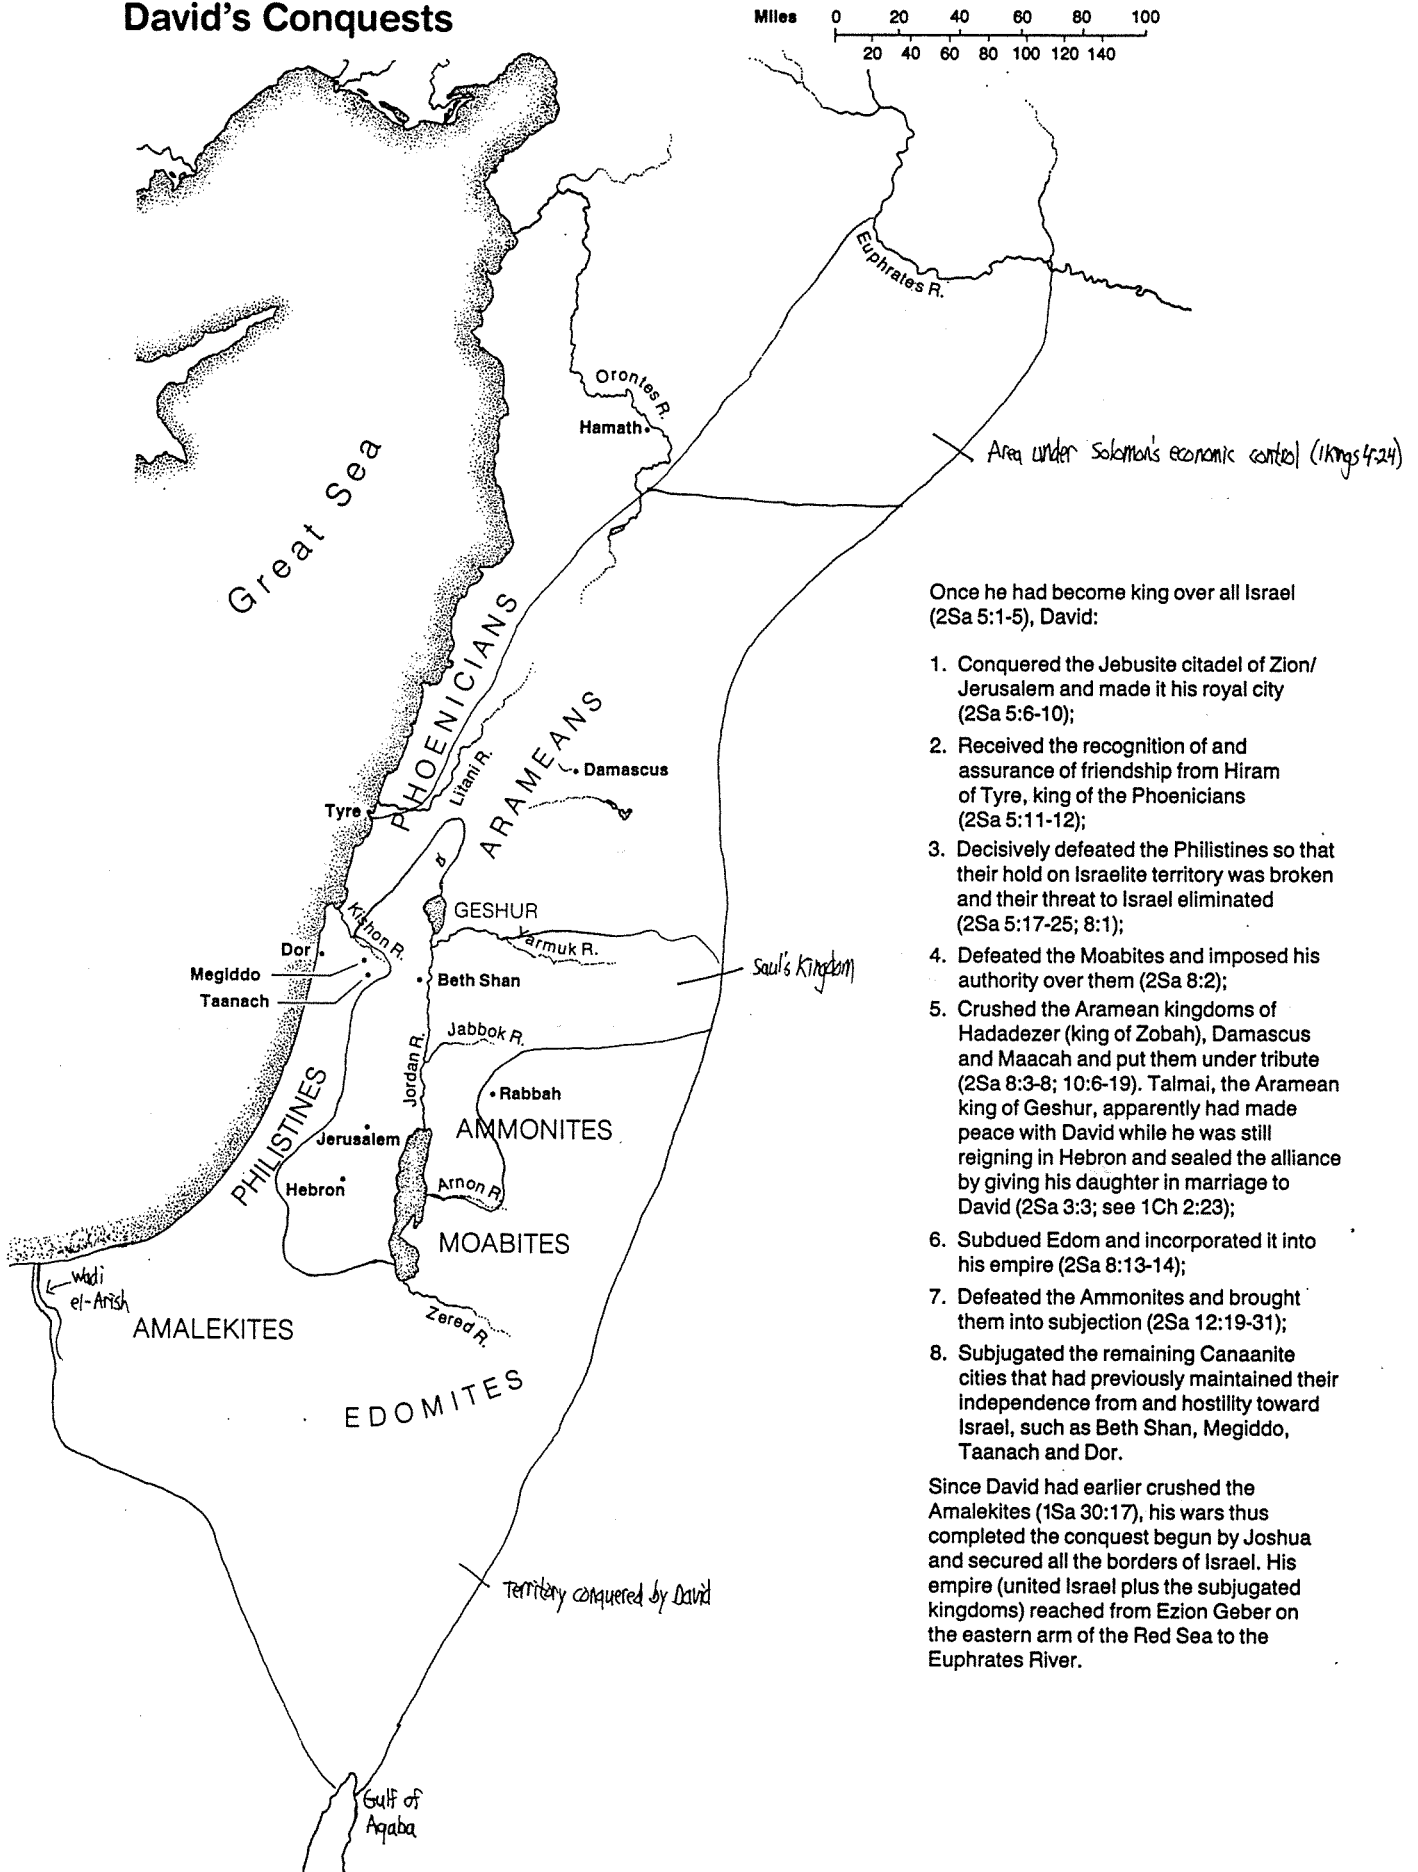 David's Conquests
Miles 0 20 40 60 80 100
20 40 60 80 100 120 140
Euphrates R.
Orontes R.
Hamath
Area under Solomon's economic control (1Kings 4:24)
Great Sea
PHOENICIANS
Litani R.
ARAMEANS
Damascus
Tyre
GESHUR
Kishon R.
Yarmuk R.
Dor
Megiddo
Taanach
Beth Shan
Saul's Kingdom
Jabbok R.
Jordan R.
Rabbah
PHILISTINES
Jerusalem
AMMONITES
Hebron
Arnon R.
MOABITES
Wadi
el-Arish
AMALEKITES
Zered R.
EDOMITES
Territory conquered by David
Gulf of
Aqaba
Once he had become king over all Israel
(2Sa 5:1-5), David:
1. Conquered the Jebusite citadel of Zion/
Jerusalem and made it his royal city
(2Sa 5:6-10);
2. Received the recognition of and
assurance of friendship from Hiram
of Tyre, king of the Phoenicians
(2Sa 5:11-12);
3. Decisively defeated the Philistines so that
their hold on Israelite territory was broken
and their threat to Israel eliminated
(2Sa 5:17-25; 8:1);
4. Defeated the Moabites and imposed his
authority over them (2Sa 8:2);
5. Crushed the Aramean kingdoms of
Hadadezer (king of Zobah), Damascus
and Maacah and put them under tribute
(2Sa 8:3-8; 10:6-19). Talmai, the Aramean
king of Geshur, apparently had made
peace with David while he was still
reigning in Hebron and sealed the alliance
by giving his daughter in marriage to
David (2Sa 3:3; see 1Ch 2:23);
6. Subdued Edom and incorporated it into
his empire (2Sa 8:13-14);
7. Defeated the Ammonites and brought
them into subjection (2Sa 12:19-31);
8. Subjugated the remaining Canaanite
cities that had previously maintained their
independence from and hostility toward
Israel, such as Beth Shan, Megiddo,
Taanach and Dor.
Since David had earlier crushed the
Amalekites (1Sa 30:17), his wars thus
completed the conquest begun by Joshua
and secured all the borders of Israel. His
empire (united Israel plus the subjugated
kingdoms) reached from Ezion Geber on
the eastern arm of the Red Sea to the
Euphrates River.